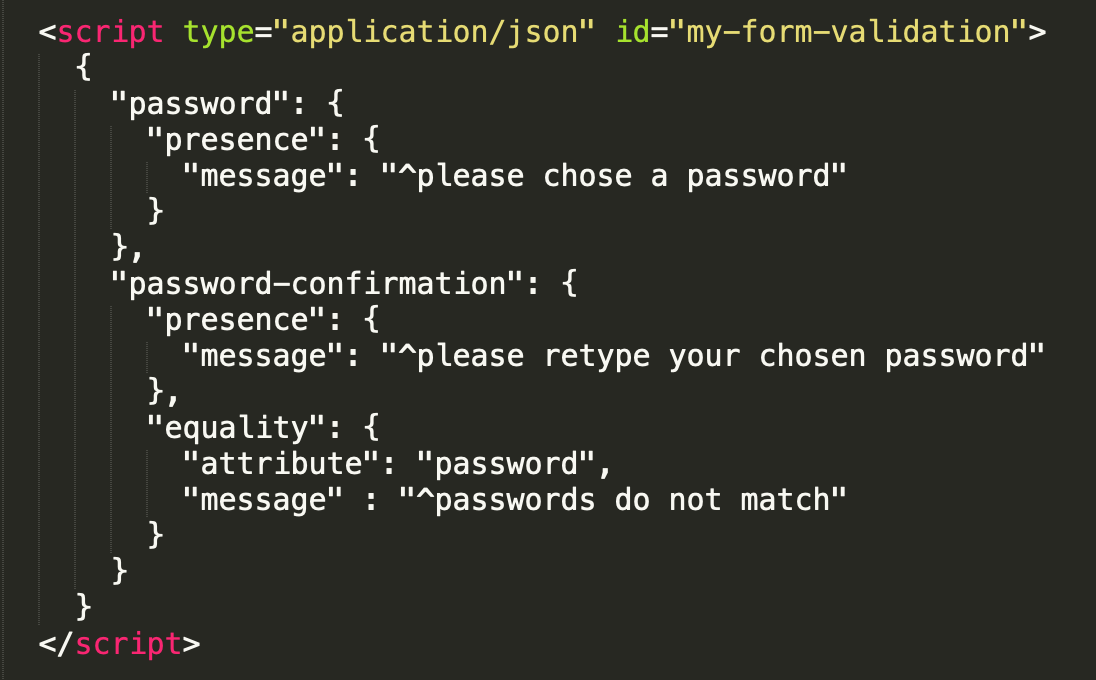 <script type="application/json" id="my-form-validation">
  {
    "password": {
      "presence": {
        "message": "^please chose a password"
      }
    },
    "password-confirmation": {
      "presence": {
        "message": "^please retype your chosen password"
      },
      "equality": {
        "attribute": "password",
        "message" : "^passwords do not match"
      }
    }
  }
</script>